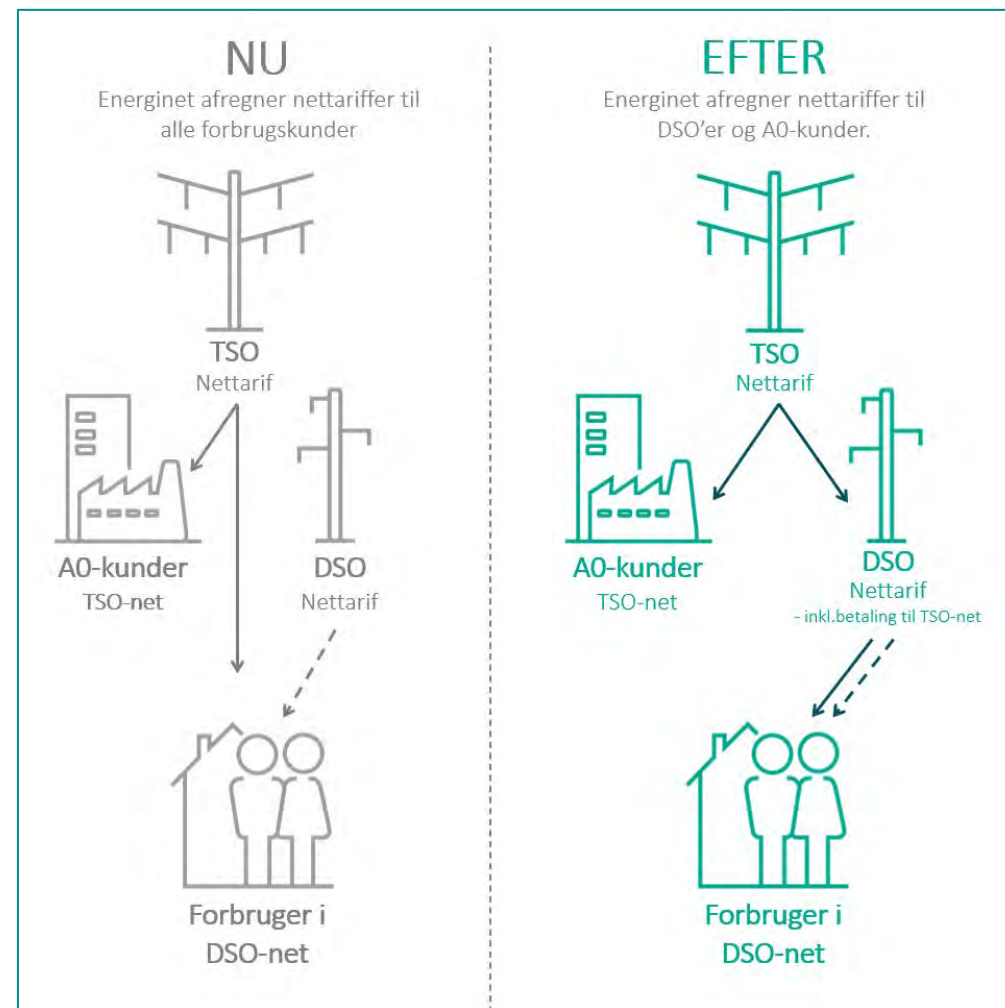 NU
Energinet afregner nettariffer til
alle forbrugskunder
TSO
Nettarif
A0-kunder
TSO-net
DSO
Nettarif
Forbruger i
DSO-net
EFTER
Energinet afregner nettariffer til
DSO'er og A0-kunder.
TSO
Nettarif
A0-kunder
TSO-net
DSO
Nettarif
- inkl.betaling til TSO-net
Forbruger i
DSO-net